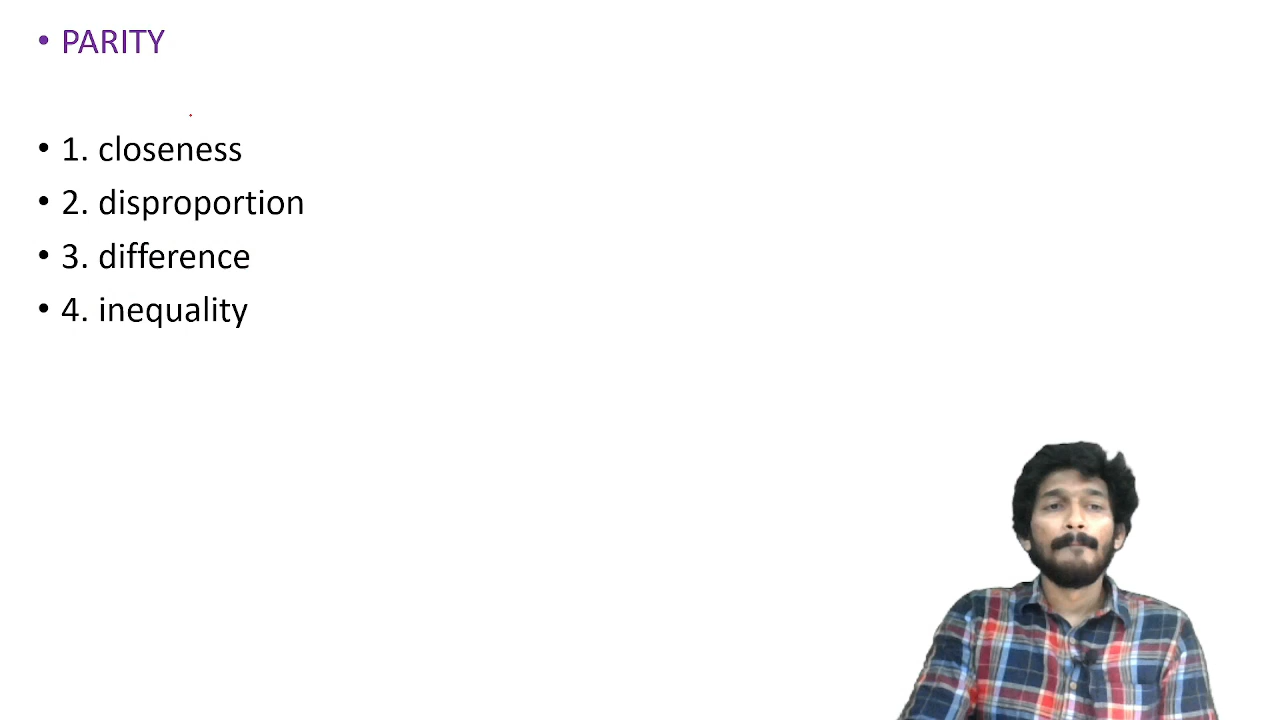 • PARITY
• 1. closeness
• 2. disproportion
• 3. difference
• 4. inequality